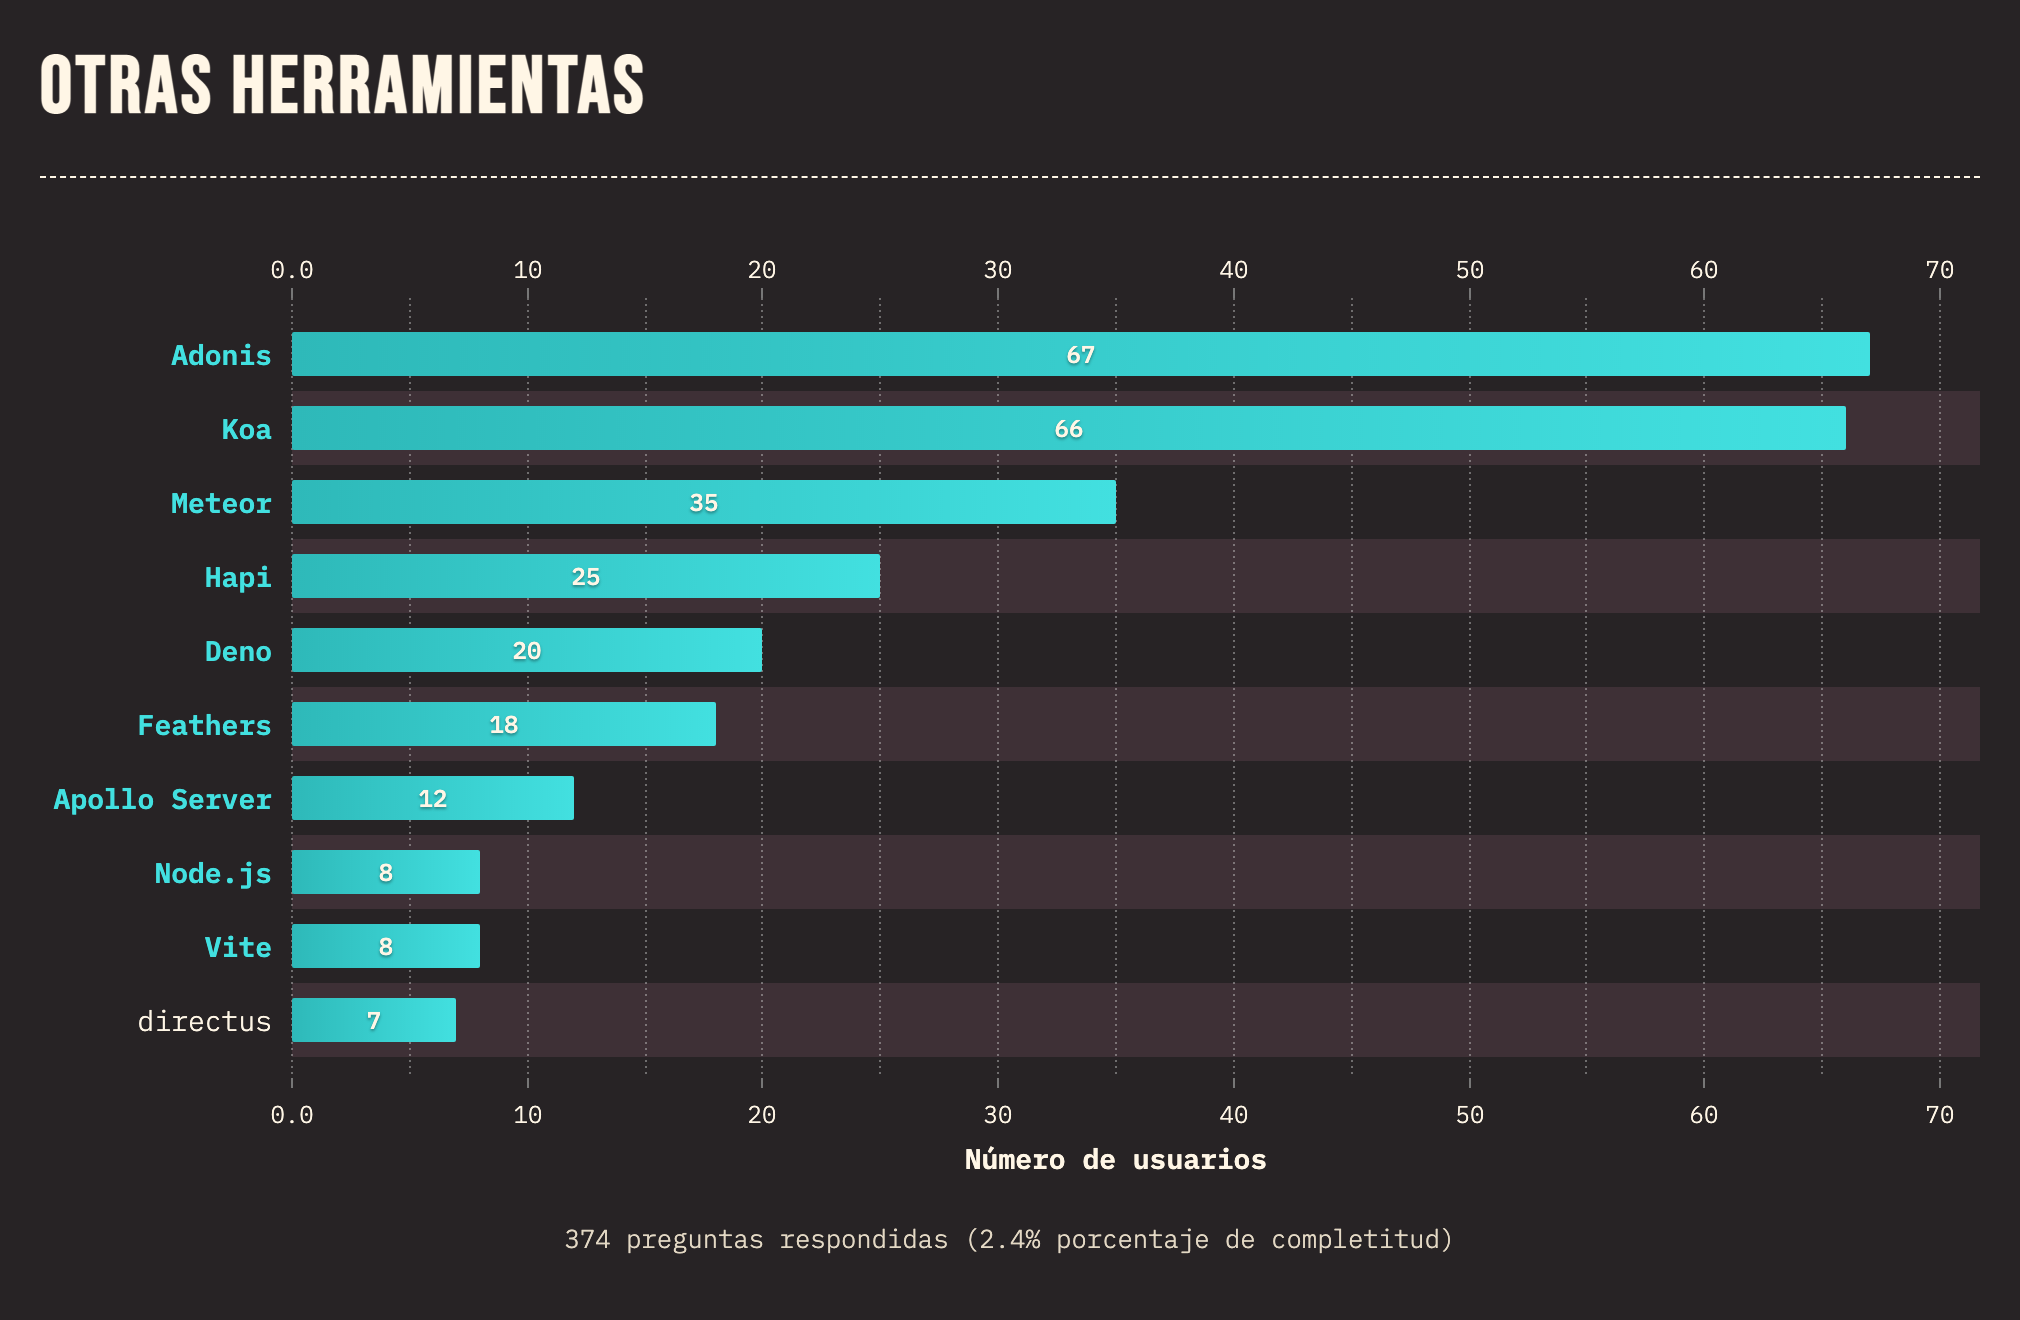 OTRAS HERRAMIENTAS
0.0 10 20 30 40 50 60 70
Adonis 67
Koa 66
Meteor 35
Hapi 25
Deno 20
Feathers 18
Apollo Server 12
Node.js 8
Vite 8
directus 7
0.0 10 20 30 40 50 60 70
Número de usuarios
374 preguntas respondidas (2.4% porcentaje de completitud)